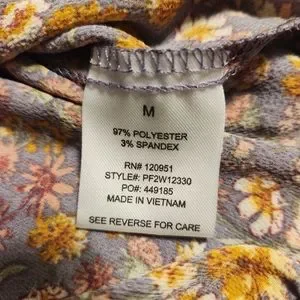 M
97% POLYESTER
3% SPANDEX
RN# 120951
STYLE#: PF2W12330
PO#: 449185
MADE IN VIETNAM
SEE REVERSE FOR CARE